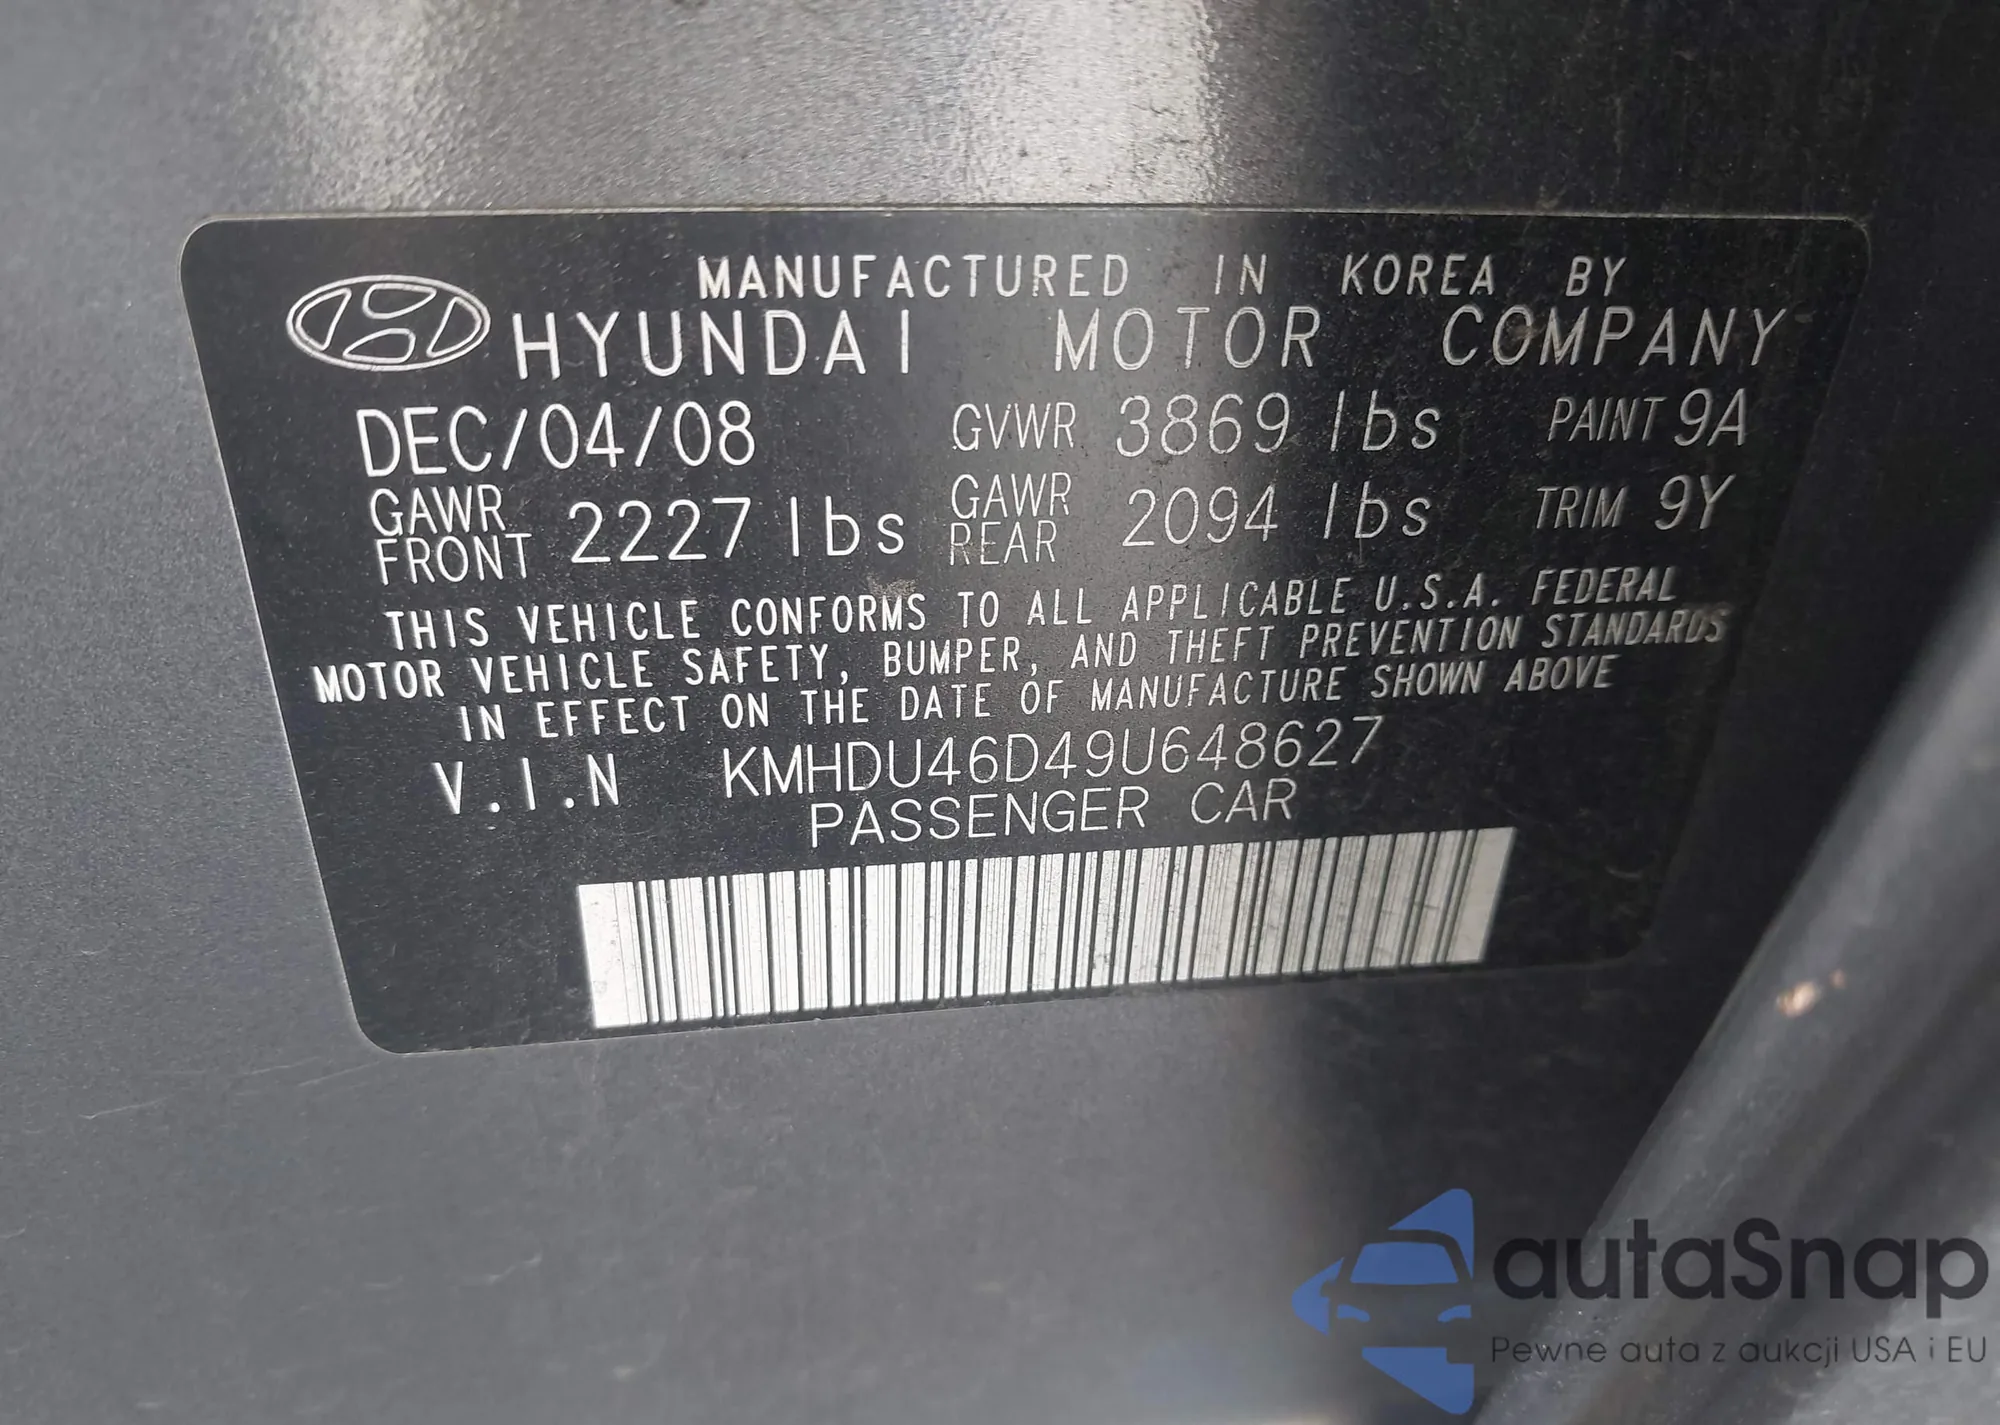 MANUFACTURED IN KOREA BY
HYUNDAI MOTOR COMPANY
DEC/04/08 GVWR 3869 lbs PAINT 9A
GAWR FRONT 2227 lbs GAWR REAR 2094 lbs TRIM 9Y
THIS VEHICLE CONFORMS TO ALL APPLICABLE U.S.A. FEDERAL
MOTOR VEHICLE SAFETY, BUMPER, AND THEFT PREVENTION STANDARDS
IN EFFECT ON THE DATE OF MANUFACTURE SHOWN ABOVE
V.I.N KMHDU46D49U648627
PASSENGER CAR
autaSnap
Pewne auta z aukcji USA i EU